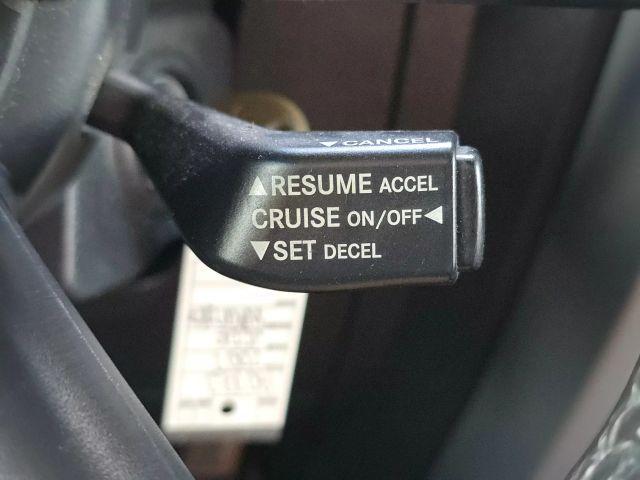 ▼CANCEL
▲RESUME ACCEL
CRUISE ON/OFF◀
▼SET DECEL